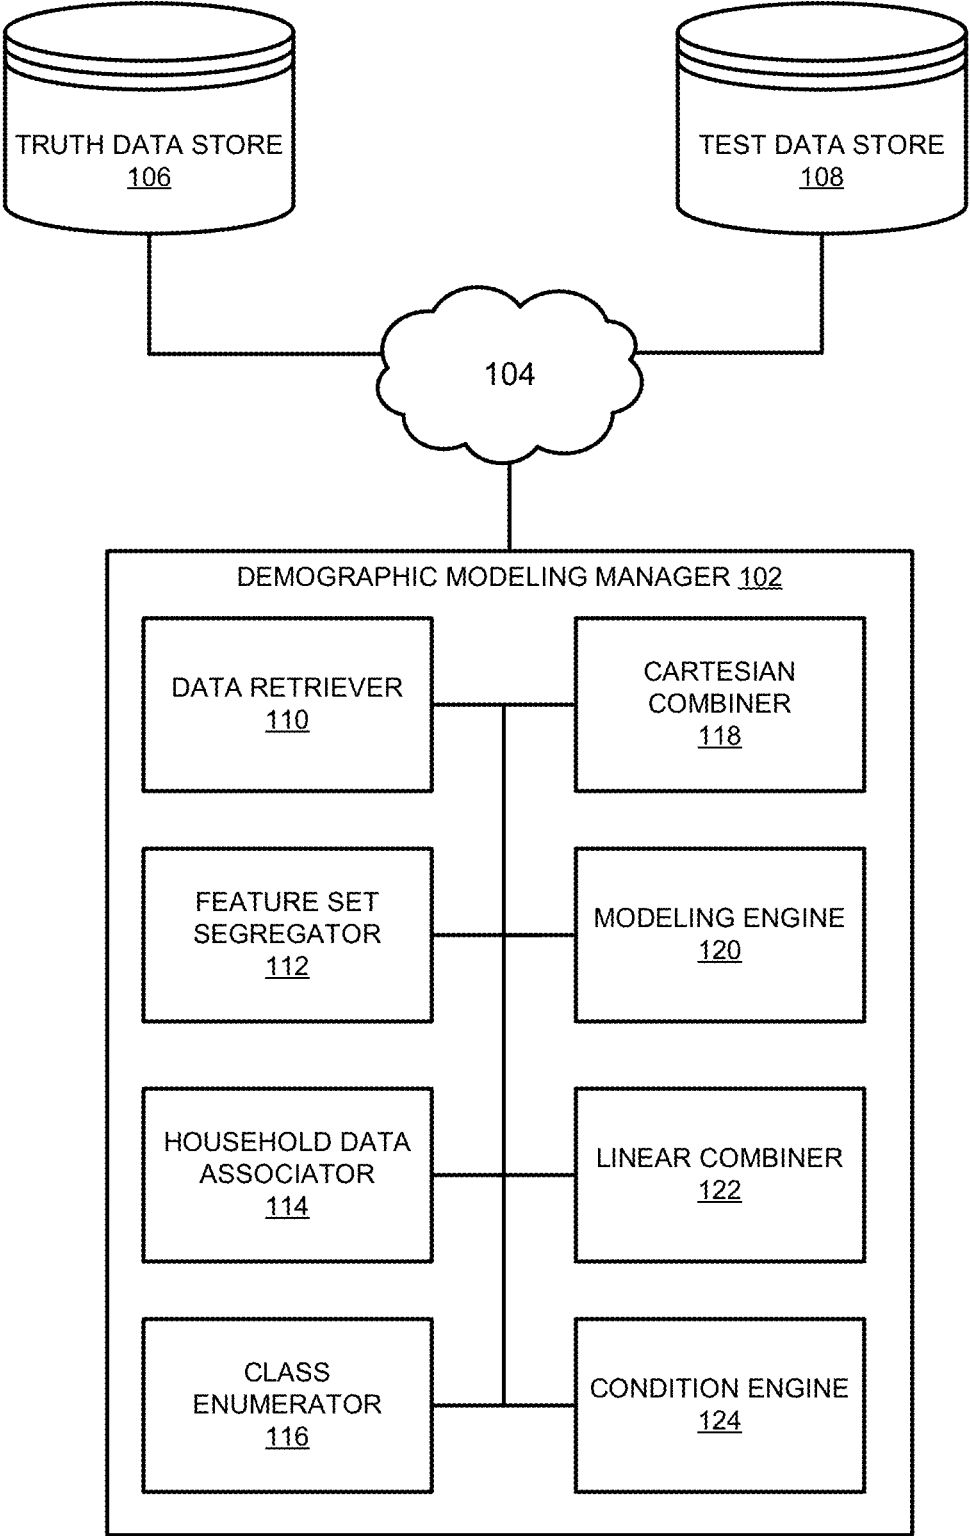 TRUTH DATA STORE
106
TEST DATA STORE
108
104
DEMOGRAPHIC MODELING MANAGER 102
DATA RETRIEVER
110
CARTESIAN
COMBINER
118
FEATURE SET
SEGREGATOR
112
MODELING ENGINE
120
HOUSEHOLD DATA
ASSOCIATOR
114
LINEAR COMBINER
122
CLASS
ENUMERATOR
116
CONDITION ENGINE
124